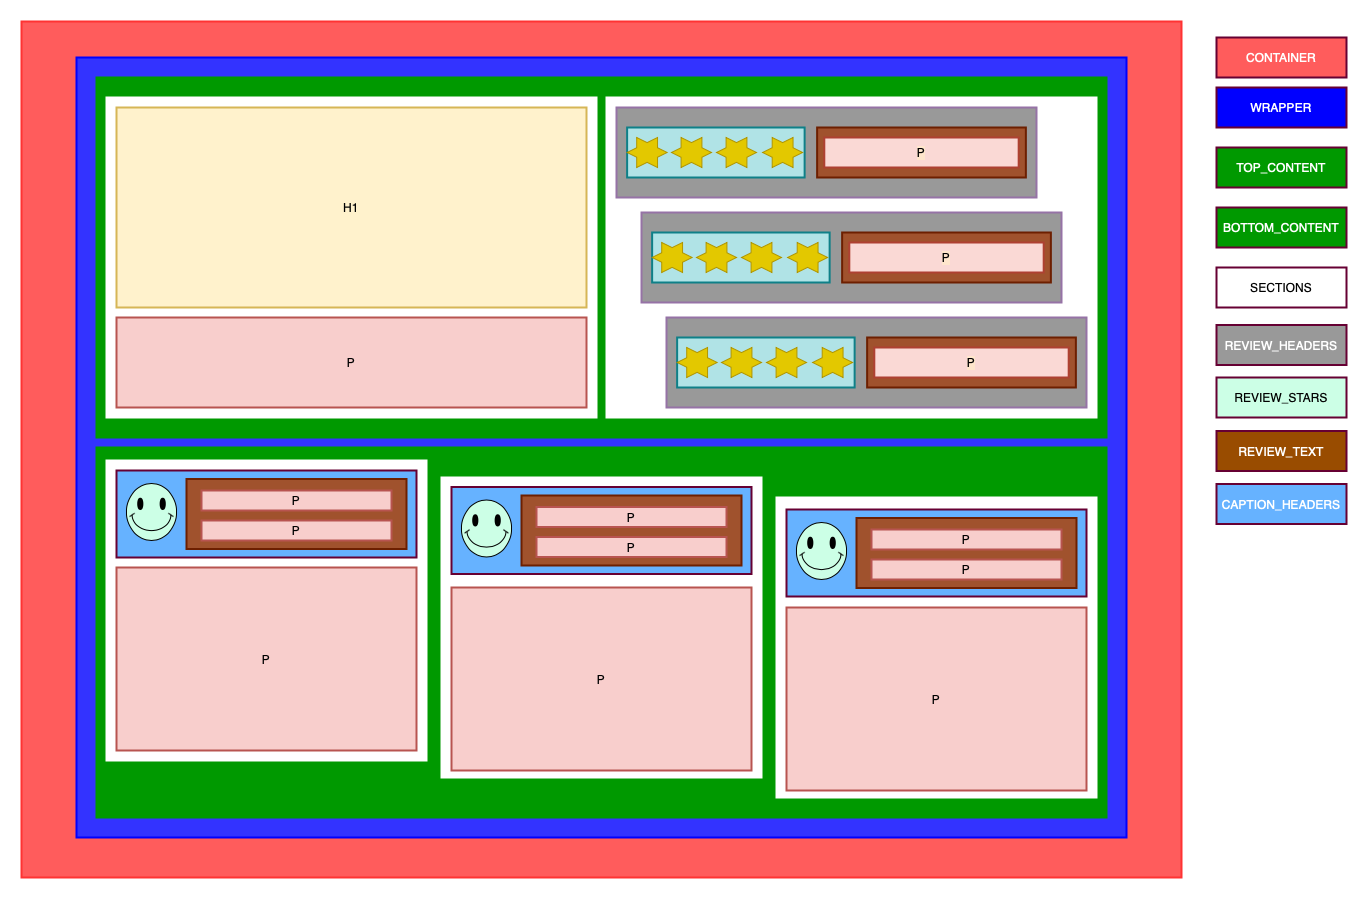 H1
P
P
P
P
P
P
P
P
P
P
P
P
P
CONTAINER
WRAPPER
TOP_CONTENT
BOTTOM_CONTENT
SECTIONS
REVIEW_HEADERS
REVIEW_STARS
REVIEW_TEXT
CAPTION_HEADERS